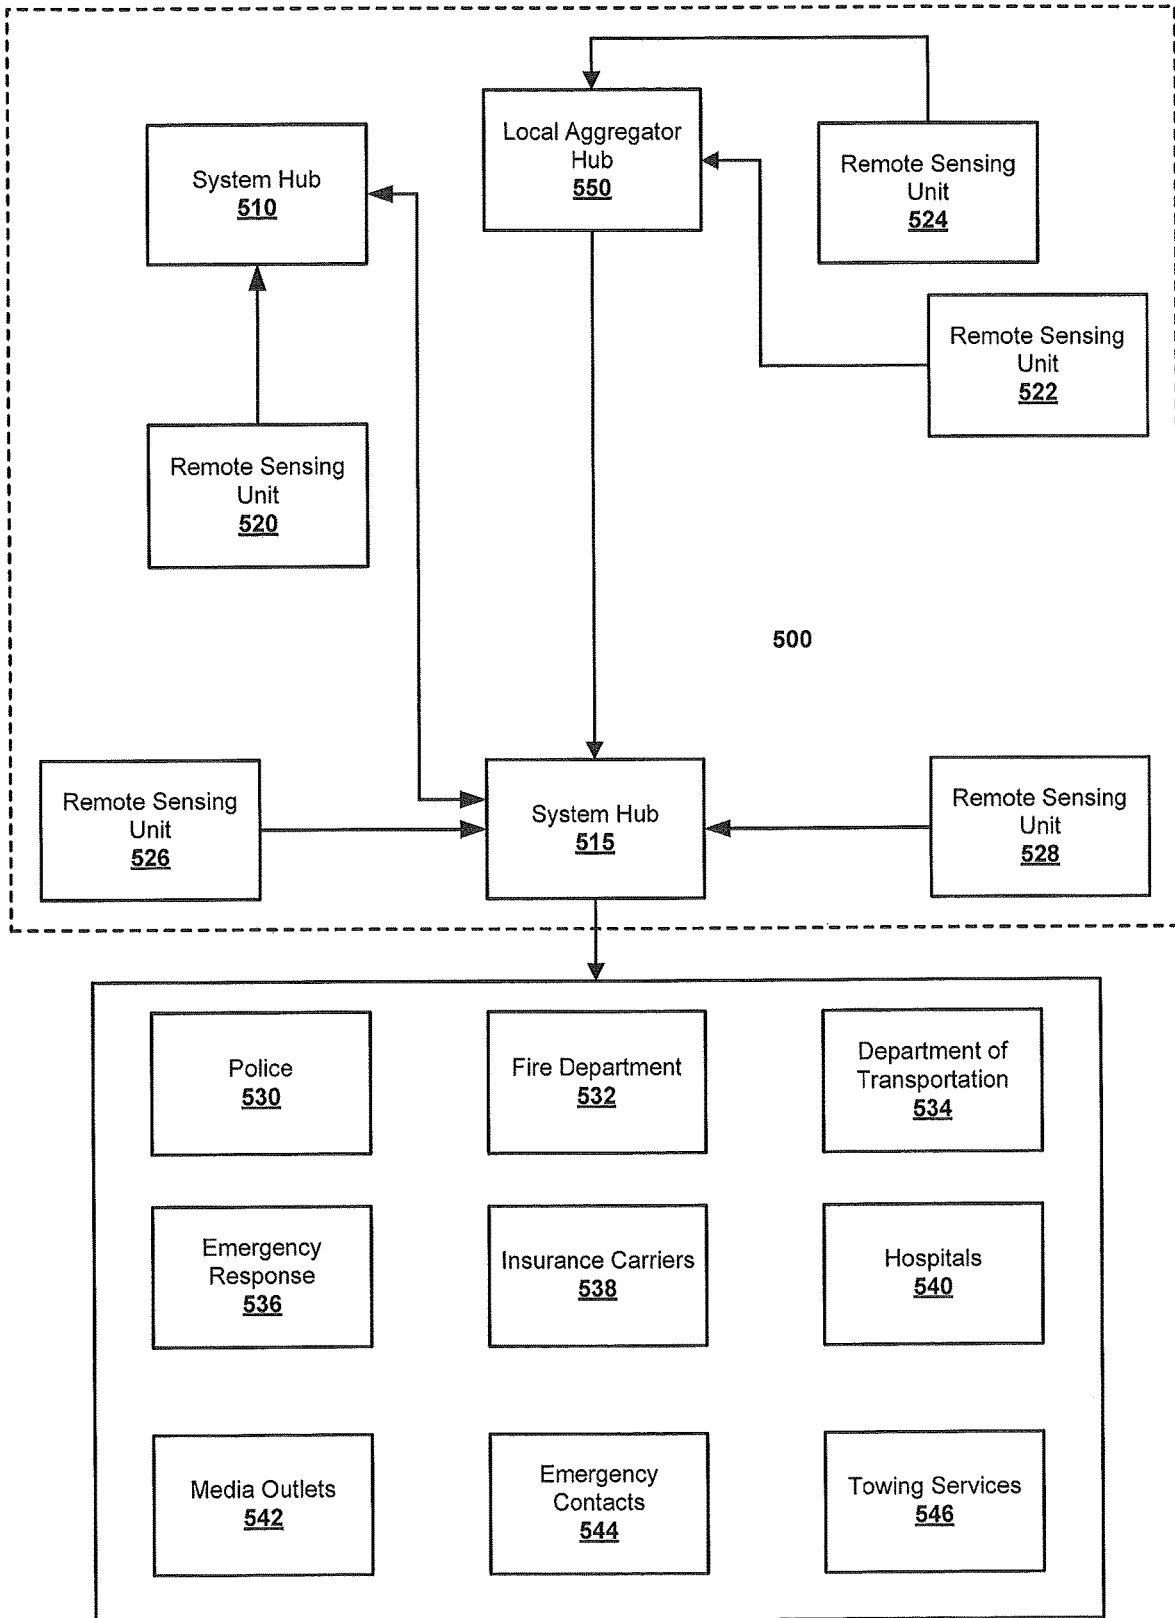 Local Aggregator
Hub
550
System Hub
510
Remote Sensing
Unit
524
Remote Sensing
Unit
522
Remote Sensing
Unit
520
500
Remote Sensing
Unit
526
System Hub
515
Remote Sensing
Unit
528
Police
530
Fire Department
532
Department of
Transportation
534
Emergency
Response
536
Insurance Carriers
538
Hospitals
540
Media Outlets
542
Emergency
Contacts
544
Towing Services
546